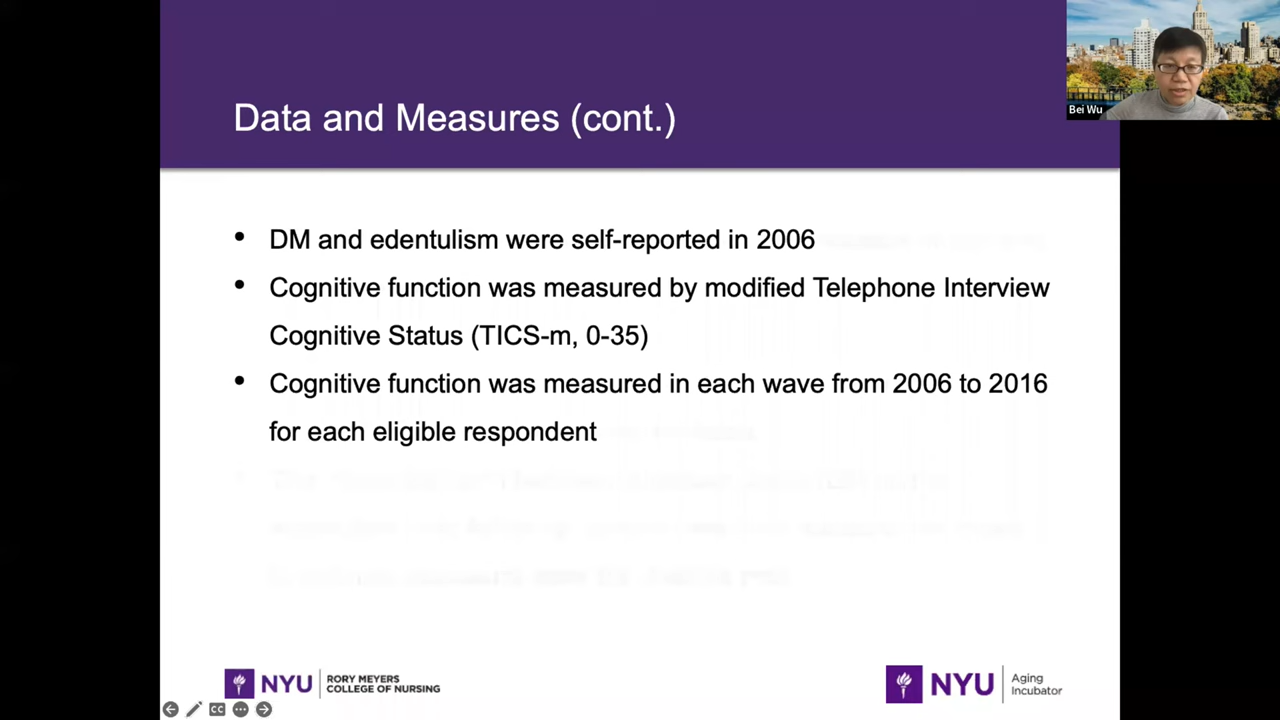 Data and Measures (cont.)
Bei Wu
• DM and edentulism were self-reported in 2006
• Cognitive function was measured by modified Telephone Interview
Cognitive Status (TICS-m, 0-35)
• Cognitive function was measured in each wave from 2006 to 2016
for each eligible respondent
NYU
RORY MEYERS
COLLEGE OF NURSING
NYU
Aging
Incubator
CC